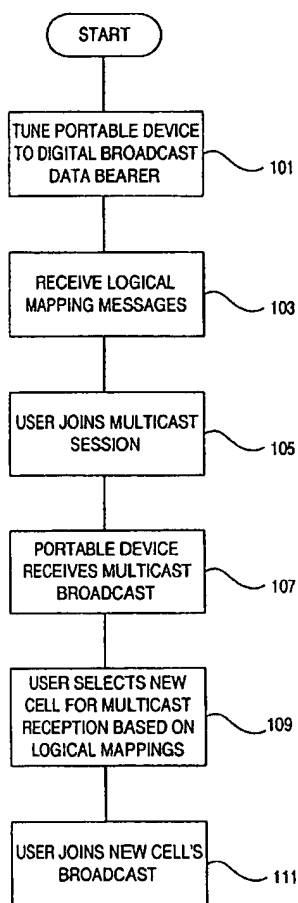 START
TUNE PORTABLE DEVICE
TO DIGITAL BROADCAST
DATA BEARER
101
RECEIVE LOGICAL
MAPPING MESSAGES
103
USER JOINS MULTICAST
SESSION
105
PORTABLE DEVICE
RECEIVES MULTICAST
BROADCAST
107
USER SELECTS NEW
CELL FOR MULTICAST
RECEPTION BASED ON
LOGICAL MAPPINGS
109
USER JOINS NEW CELL'S
BROADCAST
111